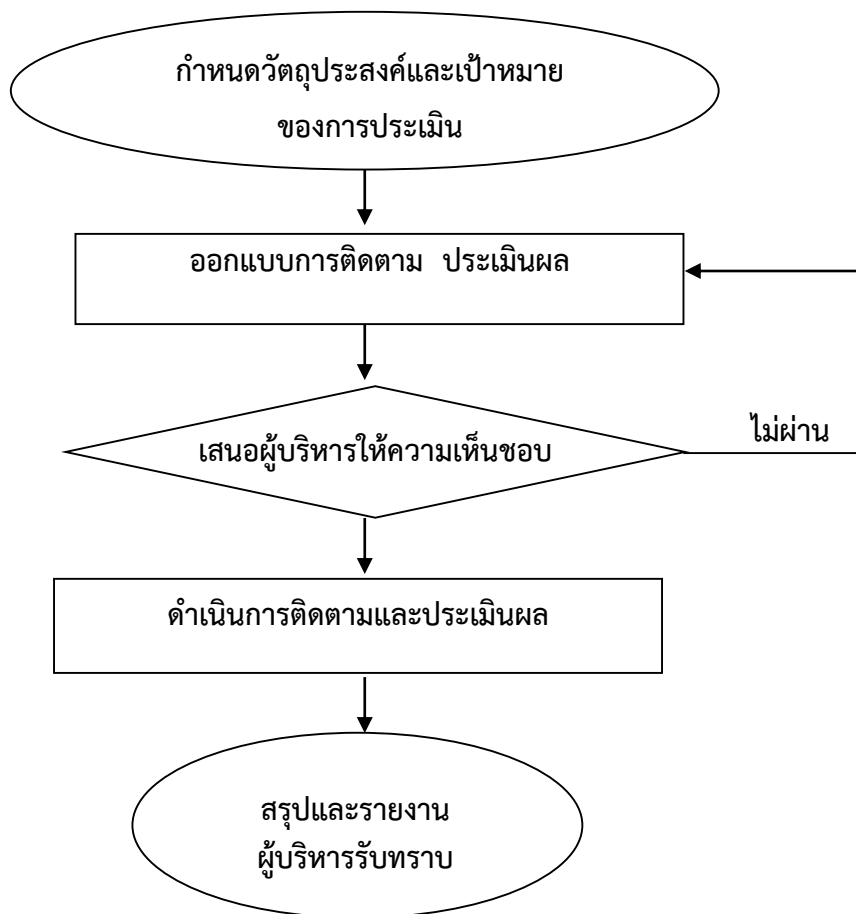 กำหนดวัตถุประสงค์และเป้าหมาย
ของการประเมิน
ออกแบบการติดตาม ประเมินผล
เสนอผู้บริหารให้ความเห็นชอบ
ไม่ผ่าน
ดำเนินการติดตามและประเมินผล
สรุปและรายงาน
ผู้บริหารรับทราบ